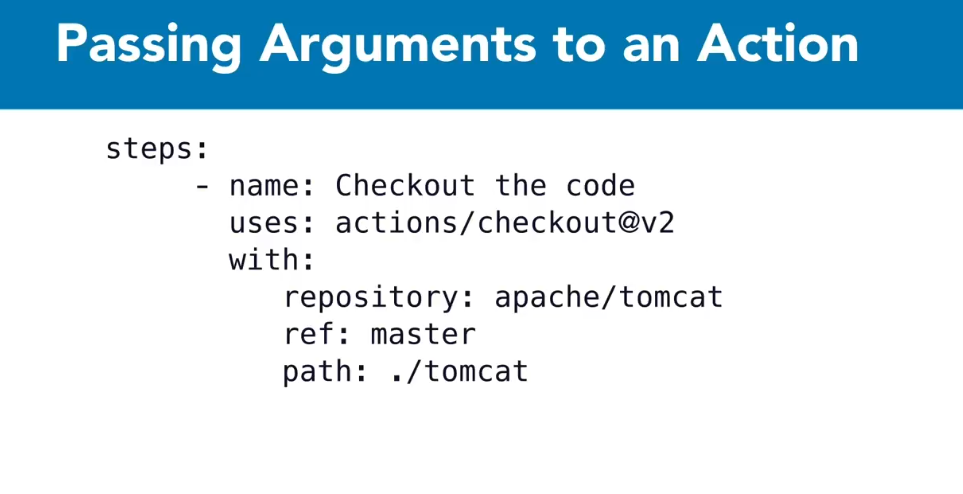 Passing Arguments to an Action
steps:
- name: Checkout the code
uses: actions/checkout@v2
with:
repository: apache/tomcat
ref: master
path: ./tomcat